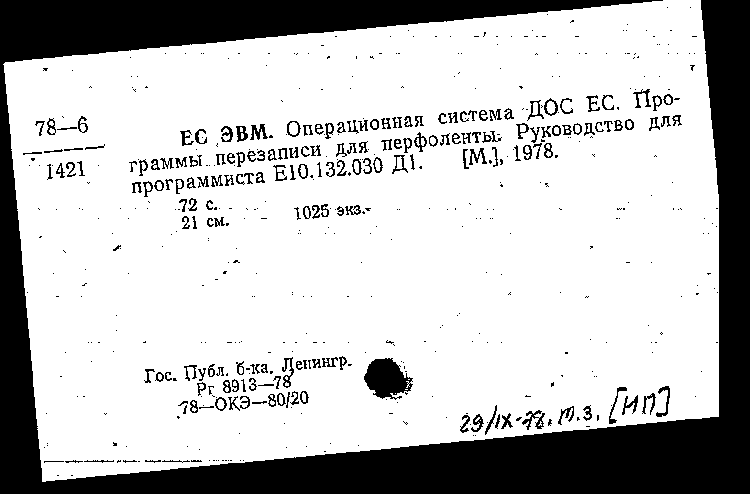 78—6
1421
ЕС ЭВМ. Операционная система ДОС ЕС. Про-
граммы перезаписи для перфоленты. Руководство для
программиста Е10.132.030 Д1. [М.], 1978.
72 с.
21 см. 1025 экз.
Гос. Публ. б-ка, Ленингр.
Рг 8913—78
78—ОКЭ—80/20
29/IX-78. т.з. [НП]